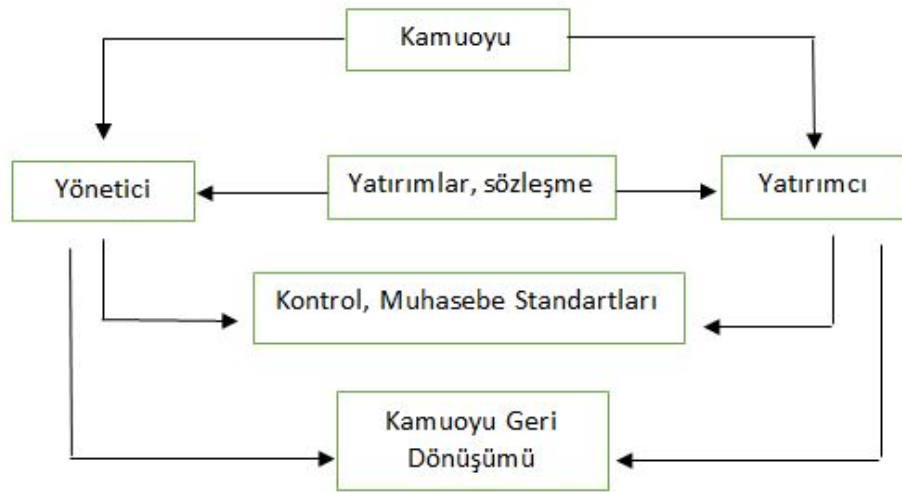 Kamuoyu
Yönetici
Yatırımlar, sözleşme
Yatırımcı
Kontrol, Muhasebe Standartları
Kamuoyu Geri
Dönüşümü